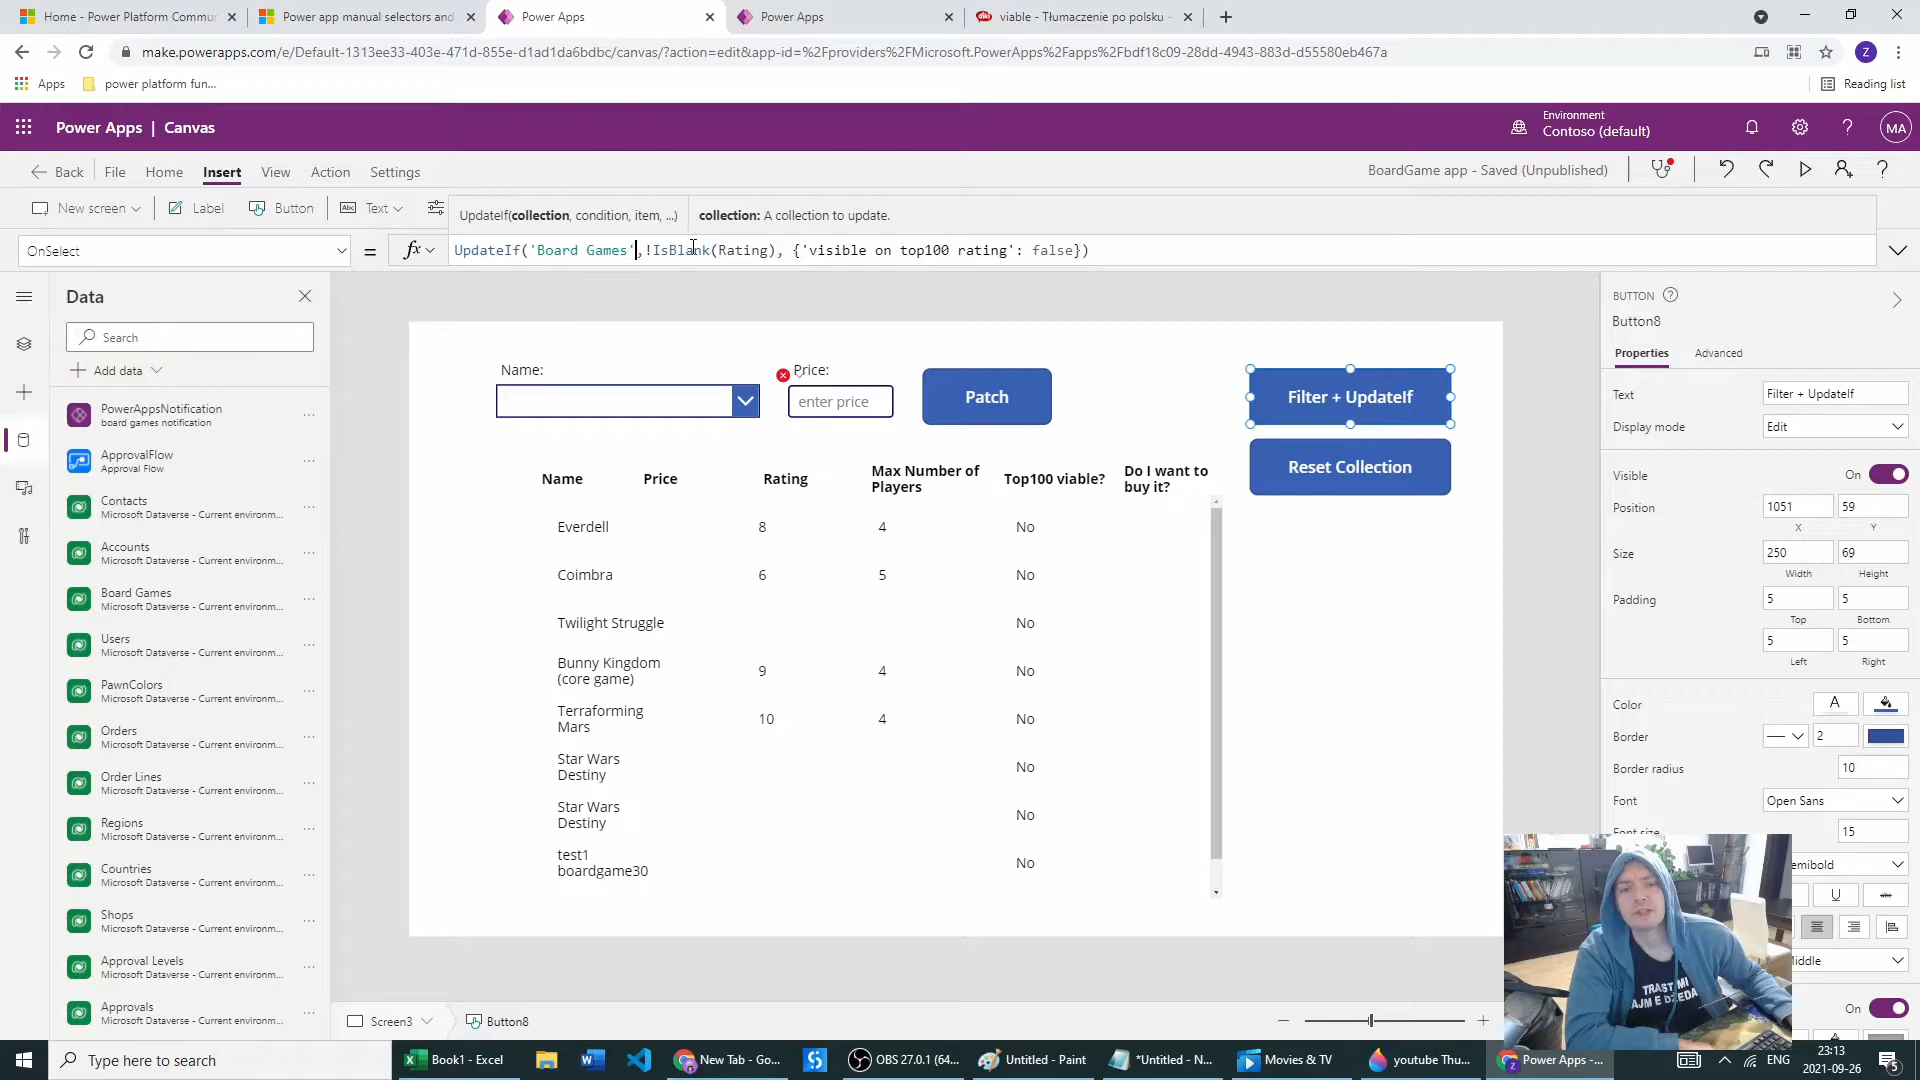 Home - Power Platform Commu
Power app manual selectors and
Power Apps
Power Apps
viable - Tłumaczenie po polsku -
make.powerapps.com/e/Default-1313ee33-403e-471d-855e-d1ad1da6bdbc/canvas/?action=edit&app-id=%2Fproviders%2FMicrosoft.PowerApps%2Fapps%2Fbdf18c09-28dd-4943-883d-d55580eb467a
Z
Apps
power platform fun...
Reading list
Power Apps | Canvas
Environment
Contoso (default)
MA
Back
File
Home
Insert
View
Action
Settings
BoardGame app - Saved (Unpublished)
New screen
Label
Button
Text
UpdateIf(collection, condition, item, ...)
collection: A collection to update.
OnSelect
=
fx
UpdateIf('Board Games',!IsBlank(Rating), {'visible on top100 rating': false})
Data
Search
Add data
PowerAppsNotification
board games notification
ApprovalFlow
Approval Flow
Contacts
Microsoft Dataverse - Current environm...
Accounts
Microsoft Dataverse - Current environm...
Board Games
Microsoft Dataverse - Current environm...
Users
Microsoft Dataverse - Current environm...
PawnColors
Microsoft Dataverse - Current environm...
Orders
Microsoft Dataverse - Current environm...
Order Lines
Microsoft Dataverse - Current environm...
Regions
Microsoft Dataverse - Current environm...
Countries
Microsoft Dataverse - Current environm...
Shops
Microsoft Dataverse - Current environm...
Approval Levels
Microsoft Dataverse - Current environm...
Approvals
Microsoft Dataverse - Current environm...
Name:
Price:
enter price
Patch
Filter + UpdateIf
Reset Collection
Name
Price
Rating
Max Number of
Players
Top100 viable?
Do I want to
buy it?
Everdell
8
4
No
Coimbra
6
5
No
Twilight Struggle
No
Bunny Kingdom
(core game)
9
4
No
Terraforming
Mars
10
4
No
Star Wars
Destiny
No
Star Wars
Destiny
No
test1
boardgame30
No
BUTTON
Button8
Properties
Advanced
Text
Filter + UpdateIf
Display mode
Edit
Visible
On
Position
1051
59
X
Y
Size
250
69
Width
Height
Padding
5
5
Top
Bottom
5
5
Left
Right
Color
A
Border
2
Border radius
10
Font
Open Sans
Font size
15
emibold
U
iddle
On
TRAST MI
AJM E DZEDA
Screen3
Button8
Type here to search
Book1 - Excel
New Tab - Go...
OBS 27.0.1 (64...
Untitled - Paint
*Untitled - N...
Movies & TV
youtube Thu...
Power Apps -...
ENG
23:13
2021-09-26
5